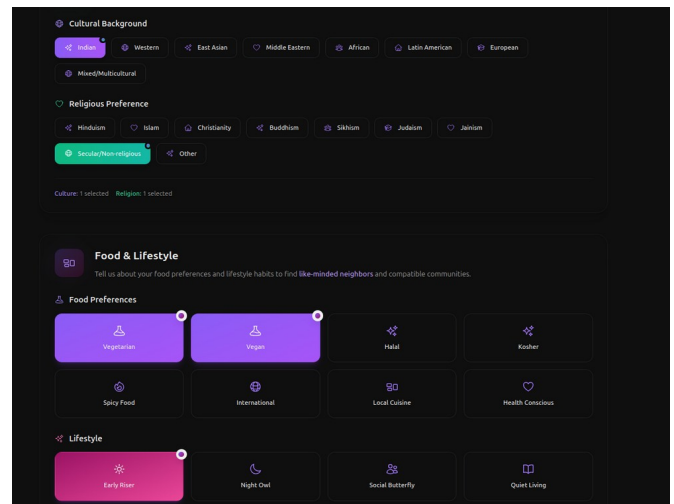 Cultural Background
Indian Western East Asian Middle Eastern African Latin American European
Mixed/Multicultural
Religious Preference
Hinduism Islam Christianity Buddhism Sikhism Judaism Jainism
Secular/Non-religious Other
Culture: 1 selected Religion: 1 selected
Food & Lifestyle
Tell us about your food preferences and lifestyle habits to find like-minded neighbors and compatible communities.
Food Preferences
Vegetarian Vegan Halal Kosher
Spicy Food International Local Cuisine Health Conscious
Lifestyle
Early Riser Night Owl Social Butterfly Quiet Living